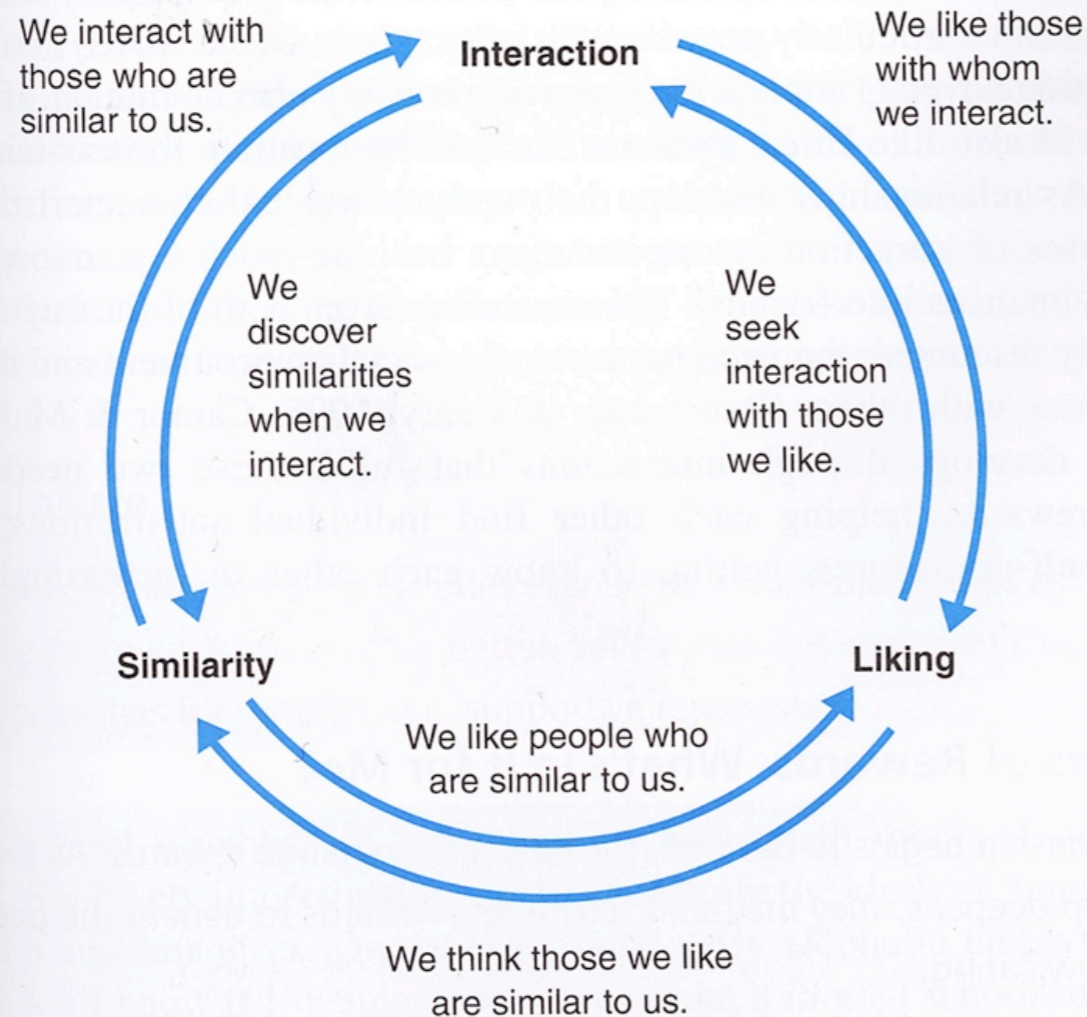 We interact with
those who are
similar to us.
Interaction
We like those
with whom
we interact.
We
discover
similarities
when we
interact.
We
seek
interaction
with those
we like.
Similarity
Liking
We like people who
are similar to us.
We think those we like
are similar to us.